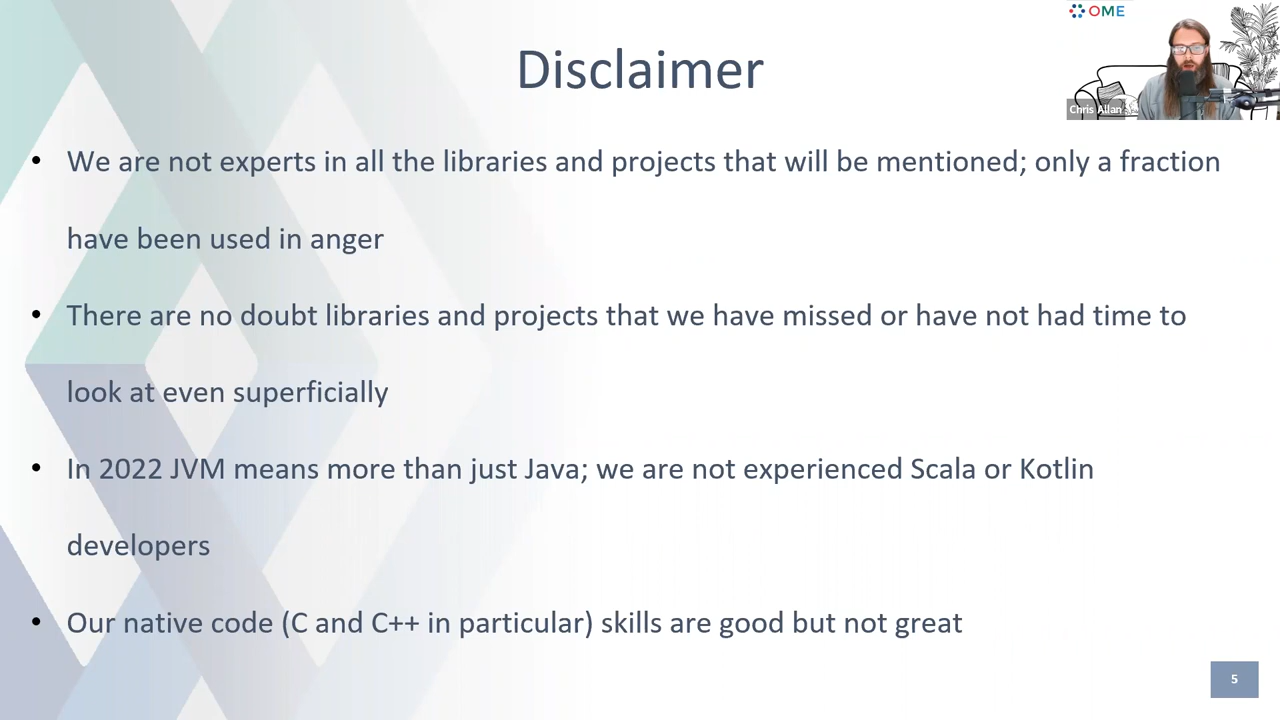 OME
Chris Allan
Disclaimer
• We are not experts in all the libraries and projects that will be mentioned; only a fraction
have been used in anger
• There are no doubt libraries and projects that we have missed or have not had time to
look at even superficially
• In 2022 JVM means more than just Java; we are not experienced Scala or Kotlin
developers
• Our native code (C and C++ in particular) skills are good but not great
5